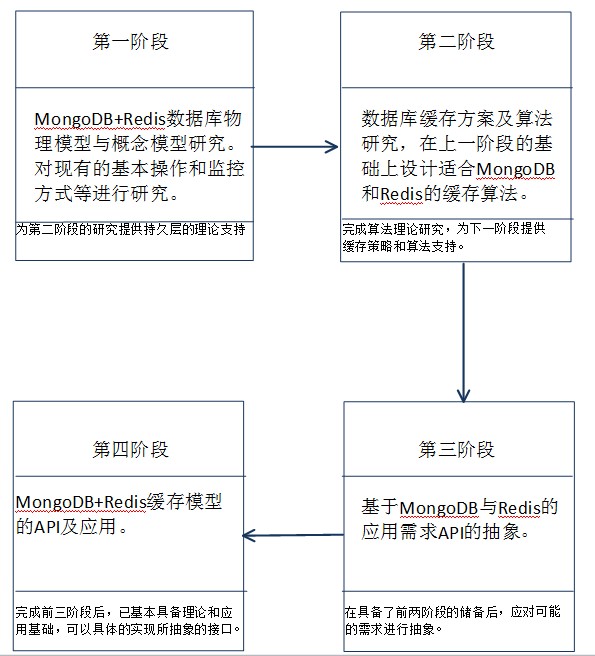 第一阶段
MongoDB+Redis数据库物
理模型与概念模型研究。
对现有的基本操作和监控
方式等进行研究。
为第二阶段的研究提供持久层的理论支持
第二阶段
数据库缓存方案及算法
研究，在上一阶段的基
础上设计适合MongoDB
和Redis的缓存算法。
完成算法理论研究，为下一阶段提供
缓存策略和算法支持。
第三阶段
基于MongoDB与Redis的
应用需求API的抽象。
在具备了前两阶段的储备后，应对可能
的需求进行抽象。
第四阶段
MongoDB+Redis缓存模型
的API及应用。
完成前三阶段后，已基本具备理论和应
用基础，可以具体的实现所抽象的接口。